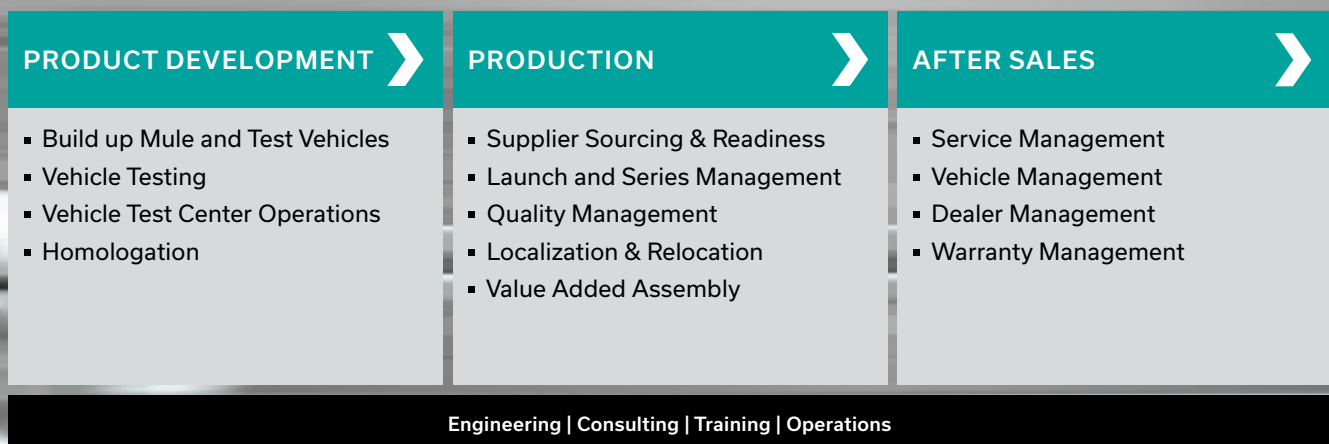 PRODUCT DEVELOPMENT
▪ Build up Mule and Test Vehicles
▪ Vehicle Testing
▪ Vehicle Test Center Operations
▪ Homologation
PRODUCTION
▪ Supplier Sourcing & Readiness
▪ Launch and Series Management
▪ Quality Management
▪ Localization & Relocation
▪ Value Added Assembly
AFTER SALES
▪ Service Management
▪ Vehicle Management
▪ Dealer Management
▪ Warranty Management
Engineering | Consulting | Training | Operations